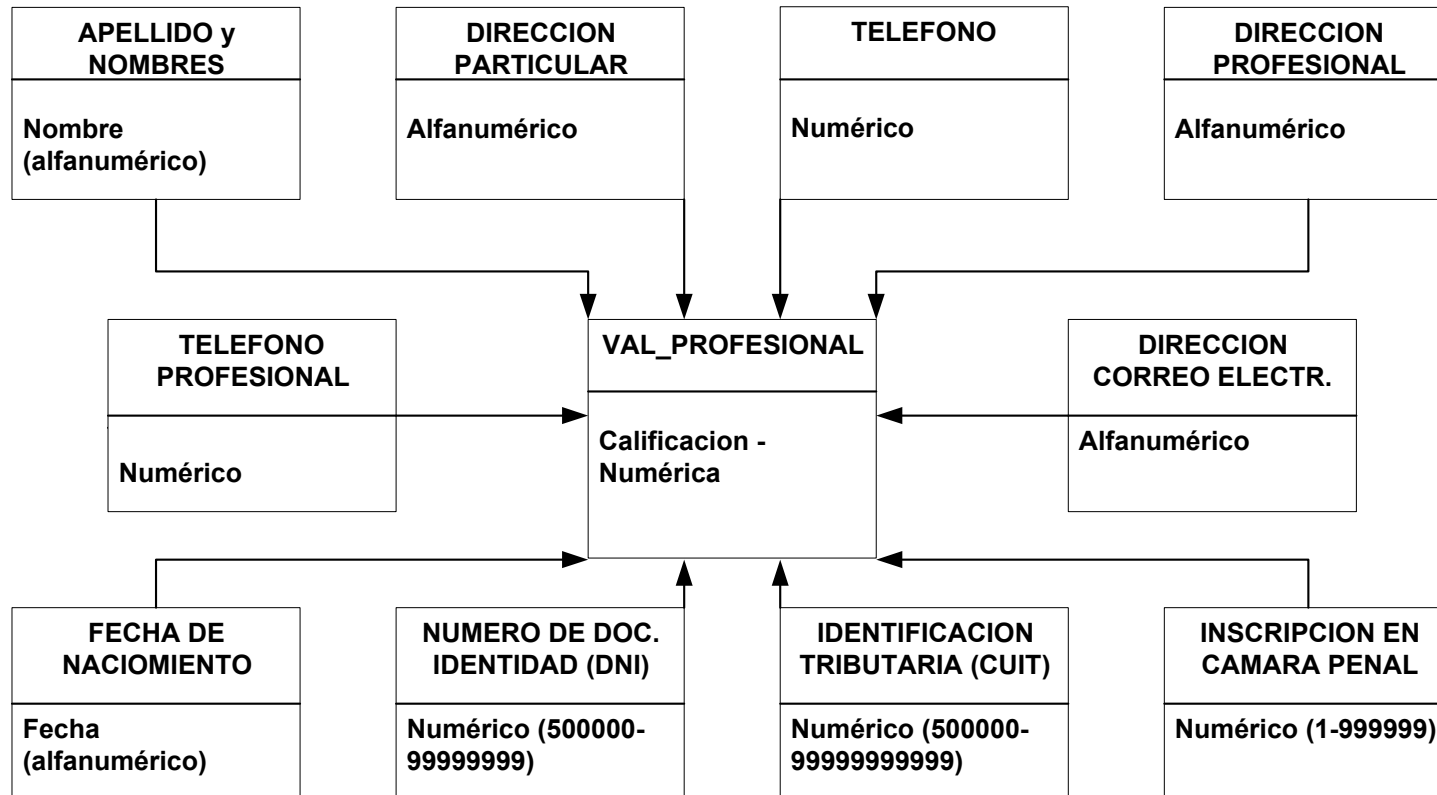 APELLIDO y
NOMBRES
Nombre
(alfanumérico)
DIRECCION
PARTICULAR
Alfanumérico
TELEFONO
Numérico
DIRECCION
PROFESIONAL
Alfanumérico
TELEFONO
PROFESIONAL
Numérico
VAL_PROFESIONAL
Calificacion -
Numérica
DIRECCION
CORREO ELECTR.
Alfanumérico
FECHA DE
NACIOMIENTO
Fecha
(alfanumérico)
NUMERO DE DOC.
IDENTIDAD (DNI)
Numérico (500000-
99999999)
IDENTIFICACION
TRIBUTARIA (CUIT)
Numérico (500000-
99999999999)
INSCRIPCION EN
CAMARA PENAL
Numérico (1-999999)